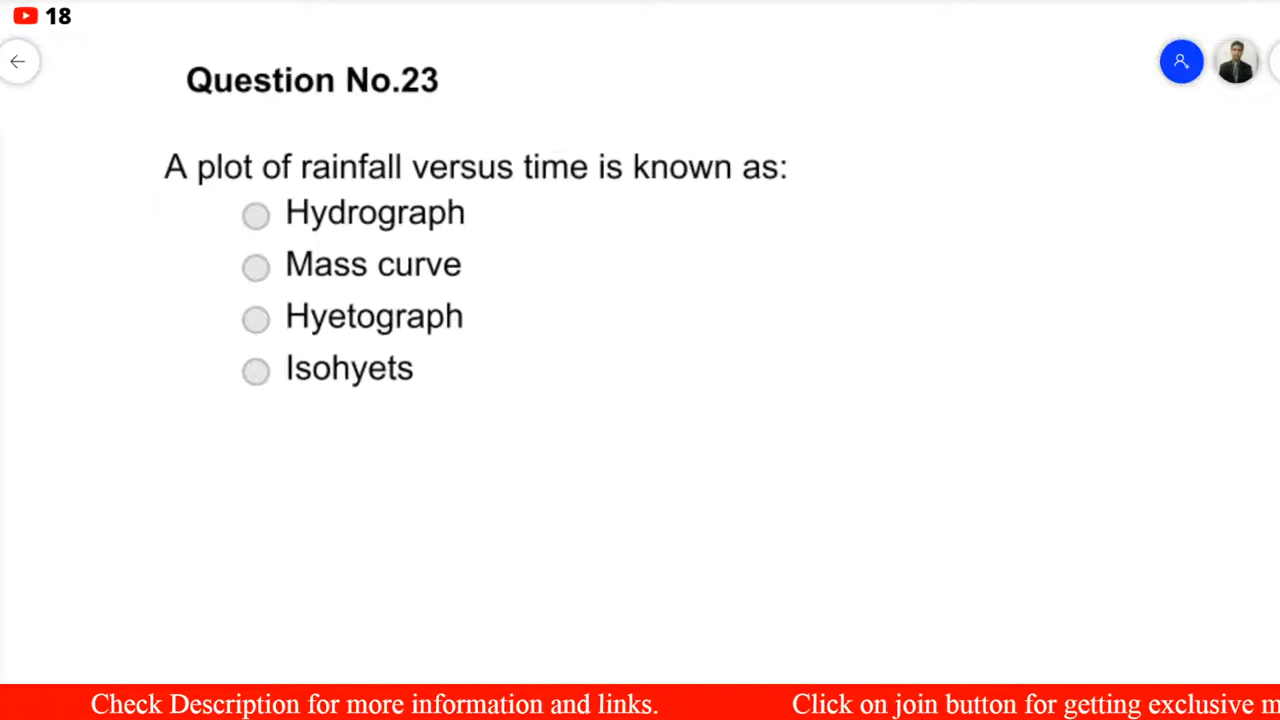 18
Question No.23
A plot of rainfall versus time is known as:
Hydrograph
Mass curve
Hyetograph
Isohyets
Check Description for more information and links. Click on join button for getting exclusive m